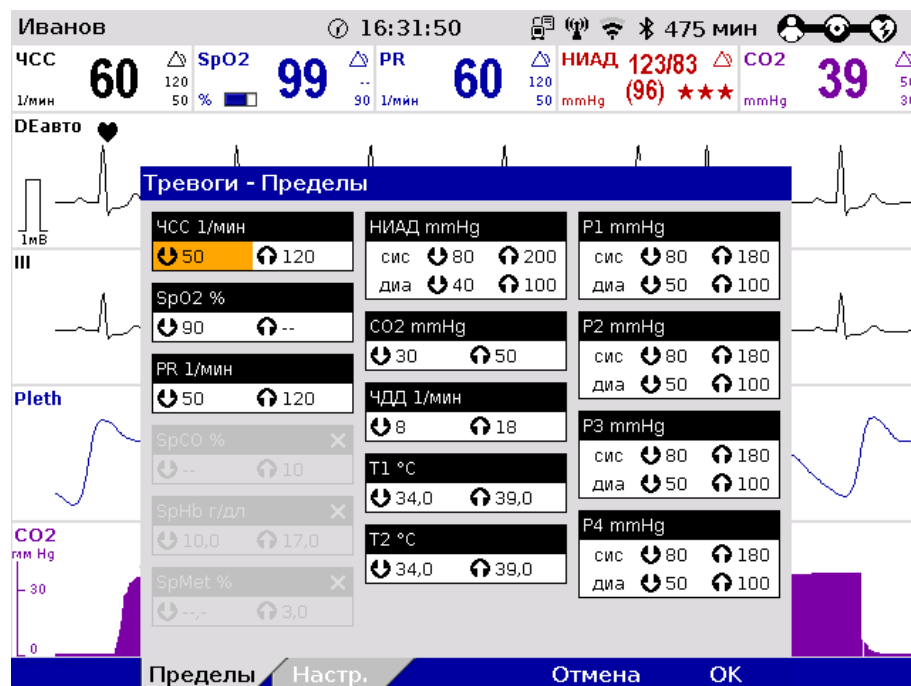 Иванов 16:31:50 475 мин
ЧСС 60 120 50 1/мин
SpO2 99 -- 90 %
PR 60 120 50 1/мин
НИАД 123/83 (96) ★★★ mmHg
CO2 39 mmHg
DEавто
1мВ
III
Pleth
CO2
мм Hg
30
0
Тревоги - Пределы
ЧСС 1/мин
50 120
SpO2 %
90 --
PR 1/мин
50 120
SpCO %
-- 10
SpHb г/дл
10,0 17,0
SpMet %
--,- 3,0
НИАД mmHg
сис 80 200
диа 40 100
CO2 mmHg
30 50
ЧДД 1/мин
8 18
T1 °C
34,0 39,0
T2 °C
34,0 39,0
P1 mmHg
сис 80 180
диа 50 100
P2 mmHg
сис 80 180
диа 50 100
P3 mmHg
сис 80 180
диа 50 100
P4 mmHg
сис 80 180
диа 50 100
Пределы Настр. Отмена OK